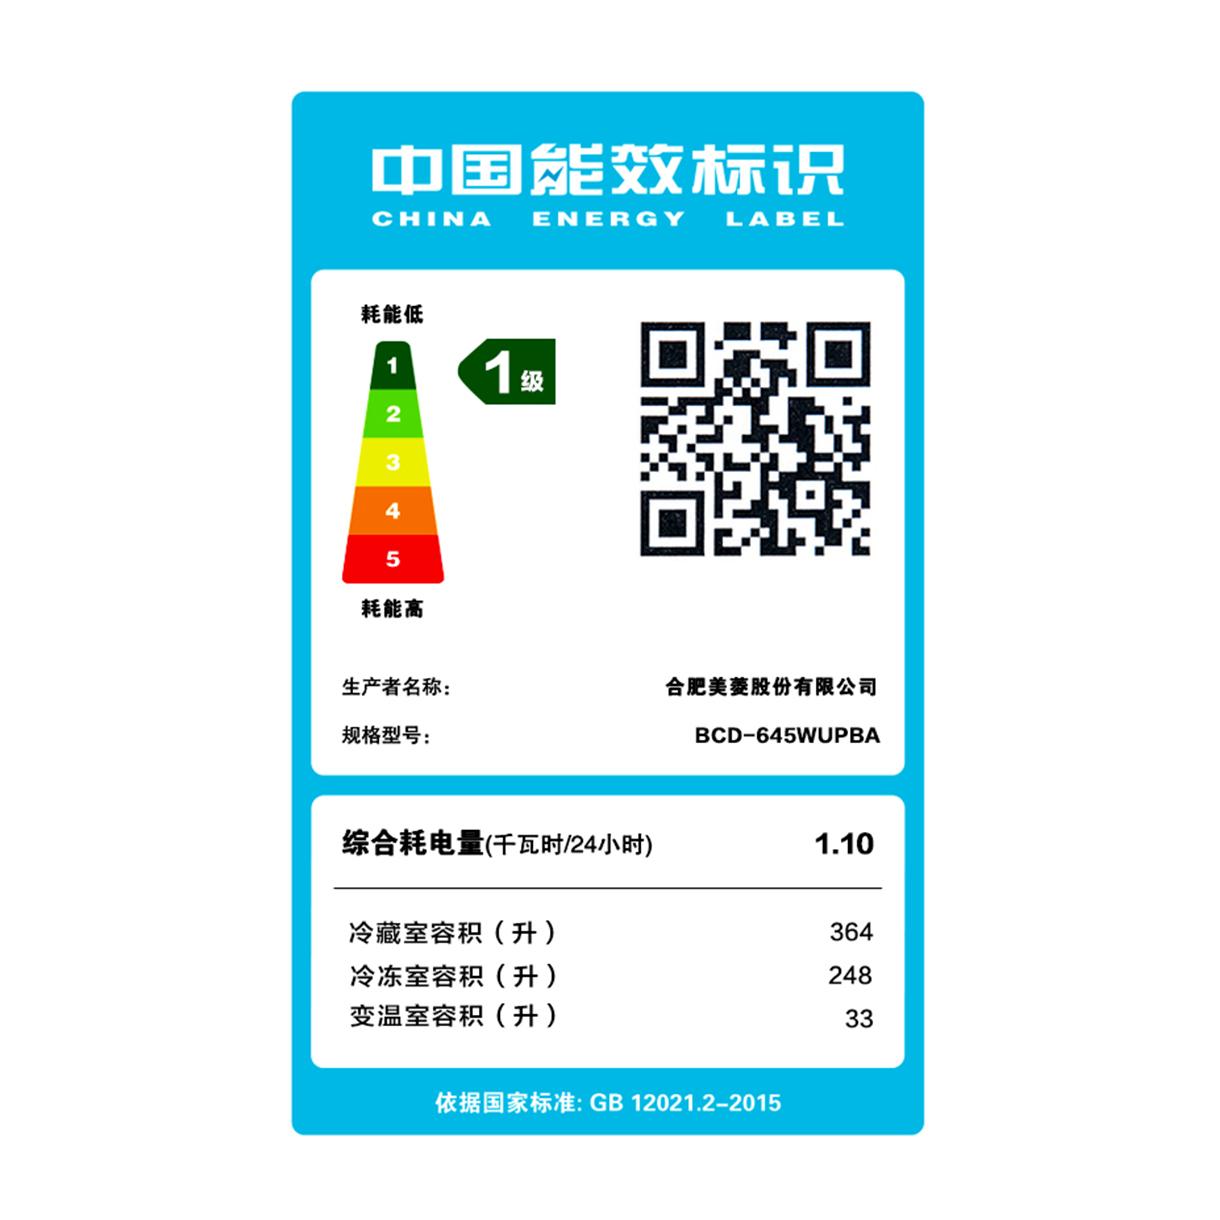 中国能效标识
CHINA ENERGY LABEL
耗能低
1
1级
2
3
4
5
耗能高
生产者名称： 合肥美菱股份有限公司
规格型号： BCD-645WUPBA
综合耗电量(千瓦时/24小时) 1.10
冷藏室容积（升） 364
冷冻室容积（升） 248
变温室容积（升） 33
依据国家标准: GB 12021.2-2015